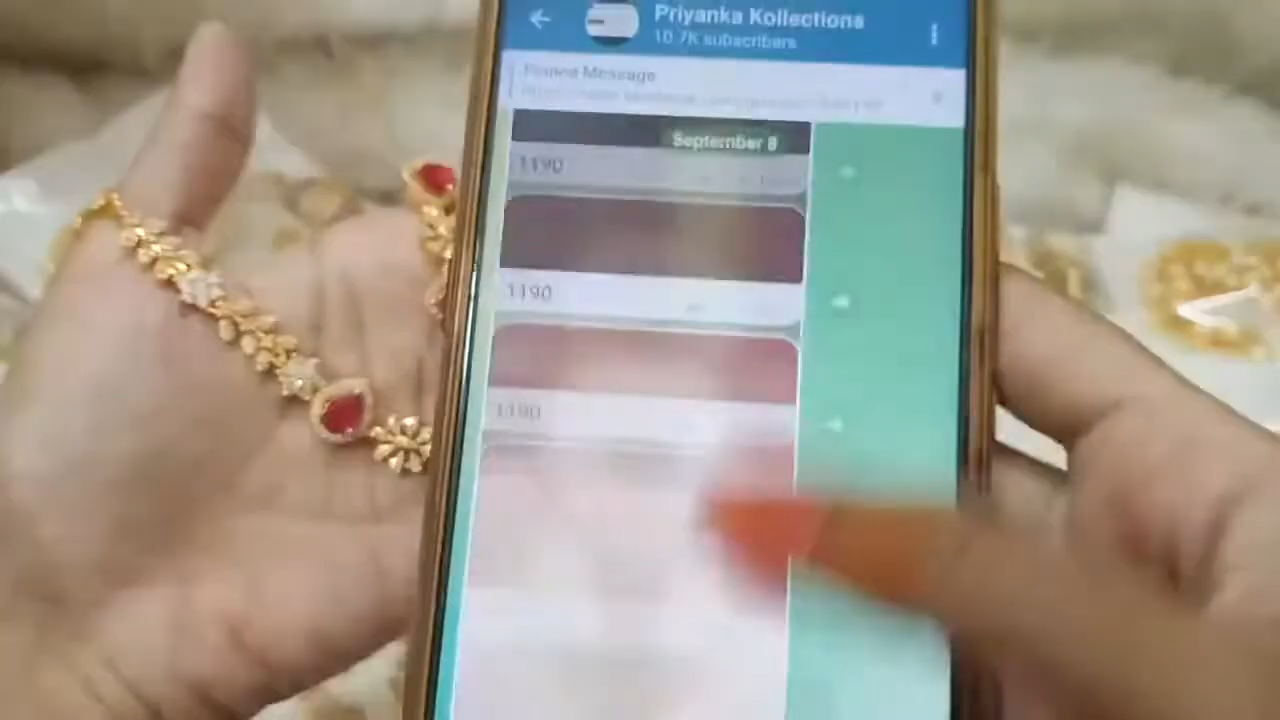 Priyanka Kollections
10.7K subscribers
Pinned Message
September 8
1190
1190
1190